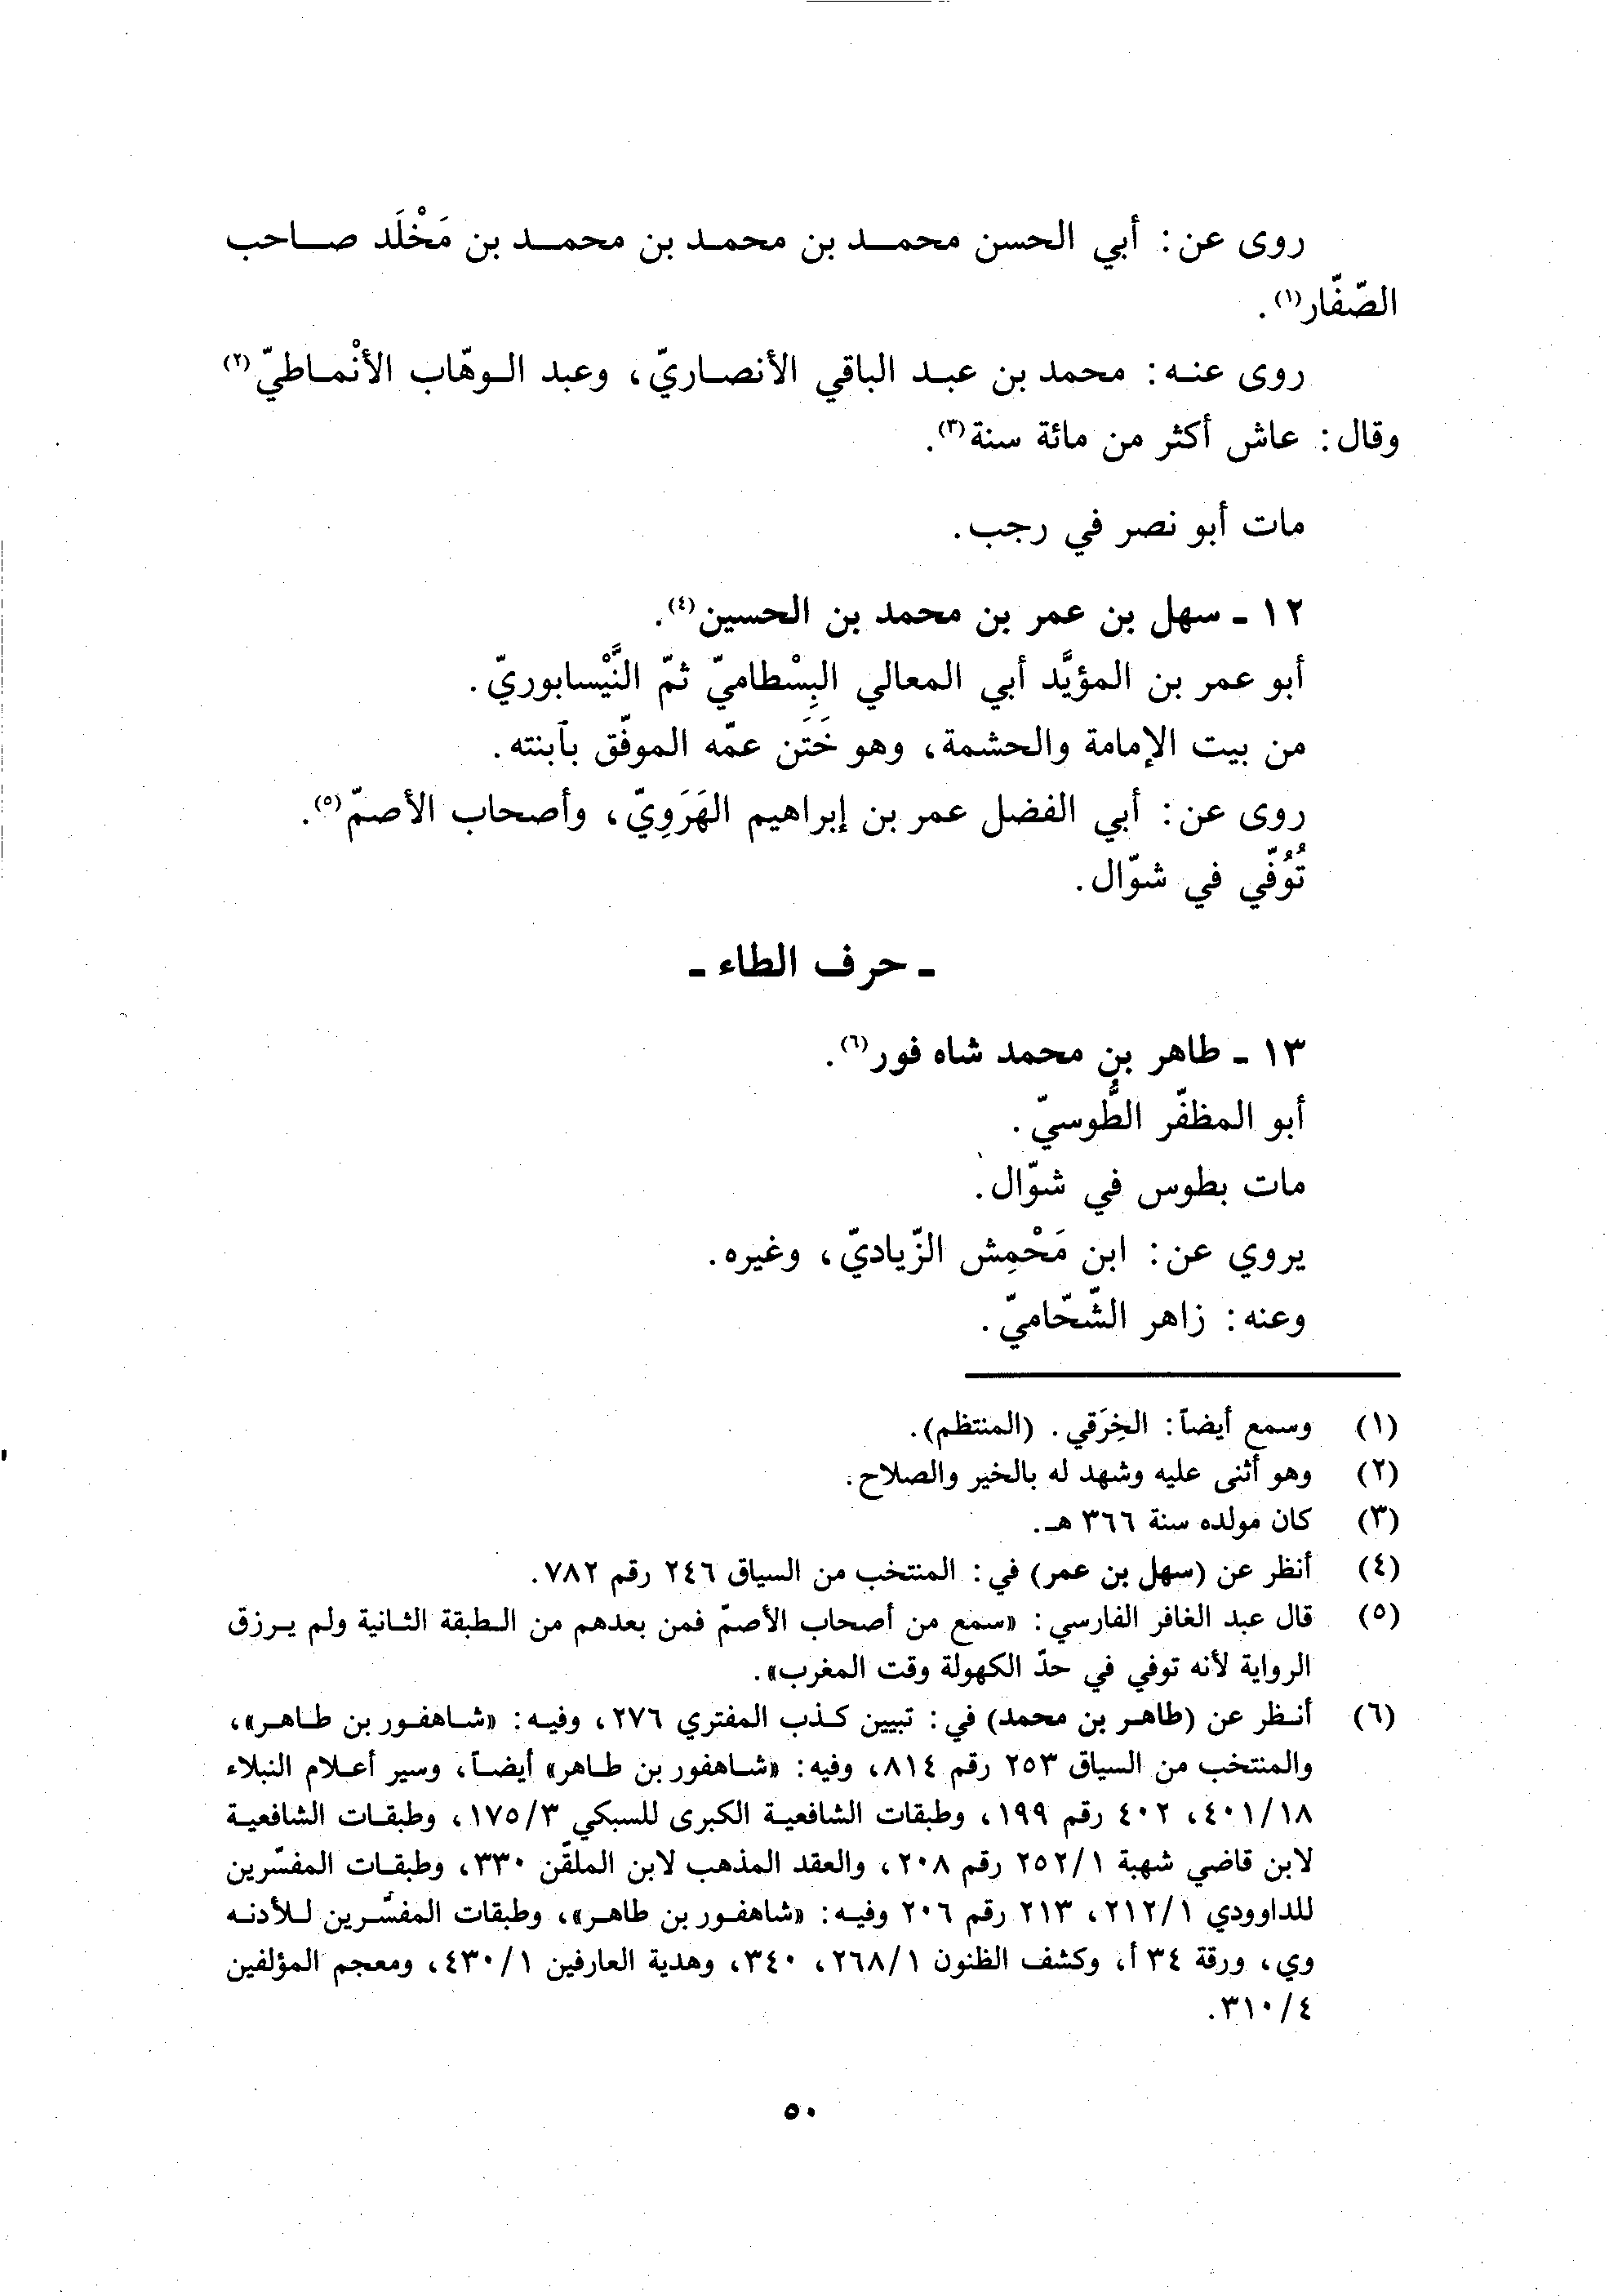 روى عن: أبي الحسن محمد بن محمد بن محمد بن مَخْلَد صاحب
الصّفّار(١).
روى عنه: محمد بن عبد الباقي الأنصاريّ، وعبد الوهّاب الأنْماطيّ(٢)
وقال: عاش أكثر من مائة سنة(٣).
مات أبو نصر في رجب.
١٢ ـ سهل بن عمر بن محمد بن الحسين(٤).
أبو عمر بن المؤيَّد أبي المعالي البِسْطاميّ ثمّ النَّيْسابوريّ.
من بيت الإمامة والحشمة، وهو خَتَن عمّه الموفّق بٱبنته.
روى عن: أبي الفضل عمر بن إبراهيم الهَرَوِيّ، وأصحاب الأصمّ(٥).
تُوُفّي في شوّال.
ـ حرف الطاء ـ
١٣ ـ طاهر بن محمد شاه فور(٦).
أبو المظفّر الطُّوسيّ.
مات بطوس في شوّال.
يروي عن: ابن مَحْمِش الزّياديّ، وغيره.
وعنه: زاهر الشّحّاميّ.
(١) وسمع أيضاً: الخِرَقي. (المنتظم).
(٢) وهو أثنى عليه وشهد له بالخير والصلاح.
(٣) كان مولده سنة ٣٦٦ هـ.
(٤) أنظر عن (سهل بن عمر) في: المنتخب من السياق ٢٤٦ رقم ٧٨٢.
(٥) قال عبد الغافر الفارسي: «سمع من أصحاب الأصمّ فمن بعدهم من الطبقة الثانية ولم يرزق
الرواية لأنه توفي في حدّ الكهولة وقت المغرب».
(٦) أنظر عن (طاهر بن محمد) في: تبيين كذب المفتري ٢٧٦، وفيه: «شاهفور بن طاهر»،
والمنتخب من السياق ٢٥٣ رقم ٨١٤، وفيه: «شاهفور بن طاهر» أيضاً، وسير أعلام النبلاء
٤٠١/١٨، ٤٠٢ رقم ١٩٩، وطبقات الشافعية الكبرى للسبكي ١٧٥/٣، وطبقات الشافعية
لابن قاضي شهبة ٢٥٢/١ رقم ٢٠٨، والعقد المذهب لابن الملقّن ٣٣٠، وطبقات المفسّرين
للداوودي ٢١٢/١، ٢١٣ رقم ٢٠٦ وفيه: «شاهفور بن طاهر»، وطبقات المفسّرين للأدنه
وي، ورقة ٣٤ أ، وكشف الظنون ٢٦٨/١، ٣٤٠، وهدية العارفين ٤٣٠/١، ومعجم المؤلفين
٣١٠/٤.
٥٠